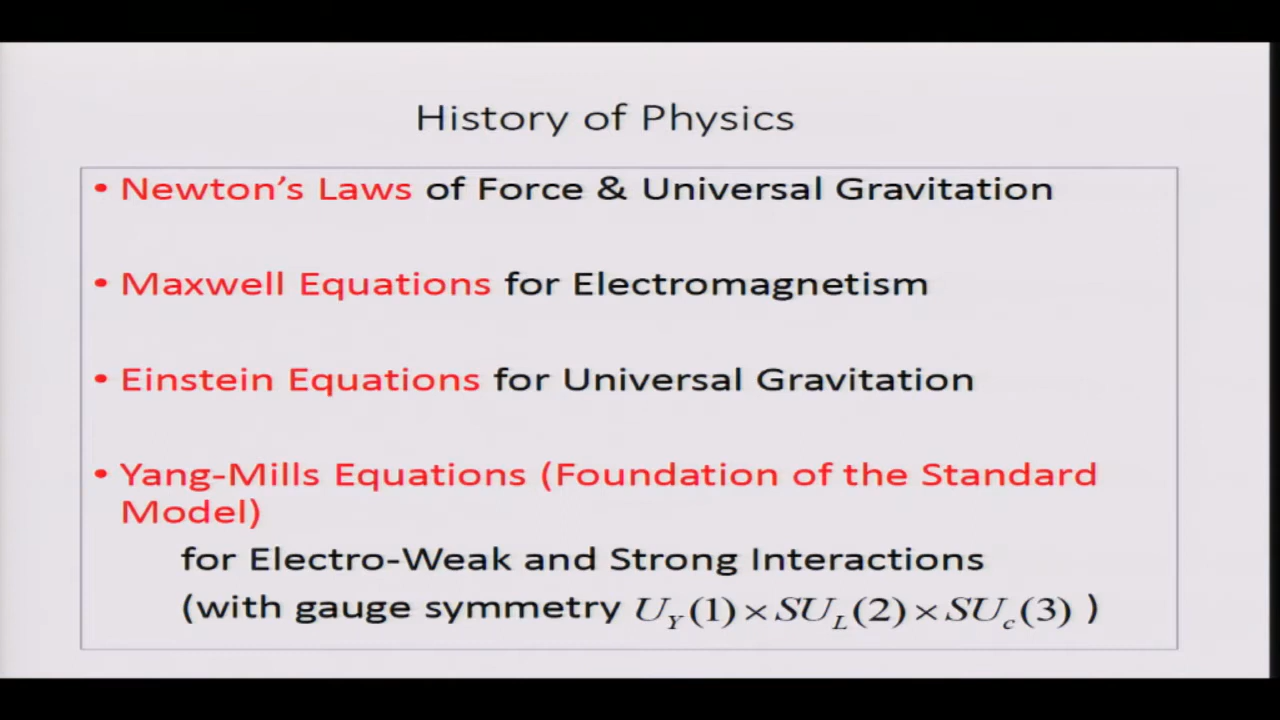 History of Physics
• Newton’s Laws of Force & Universal Gravitation
• Maxwell Equations for Electromagnetism
• Einstein Equations for Universal Gravitation
• Yang-Mills Equations (Foundation of the Standard
Model)
for Electro-Weak and Strong Interactions
(with gauge symmetry U_Y(1)×SU_L(2)×SU_c(3) )